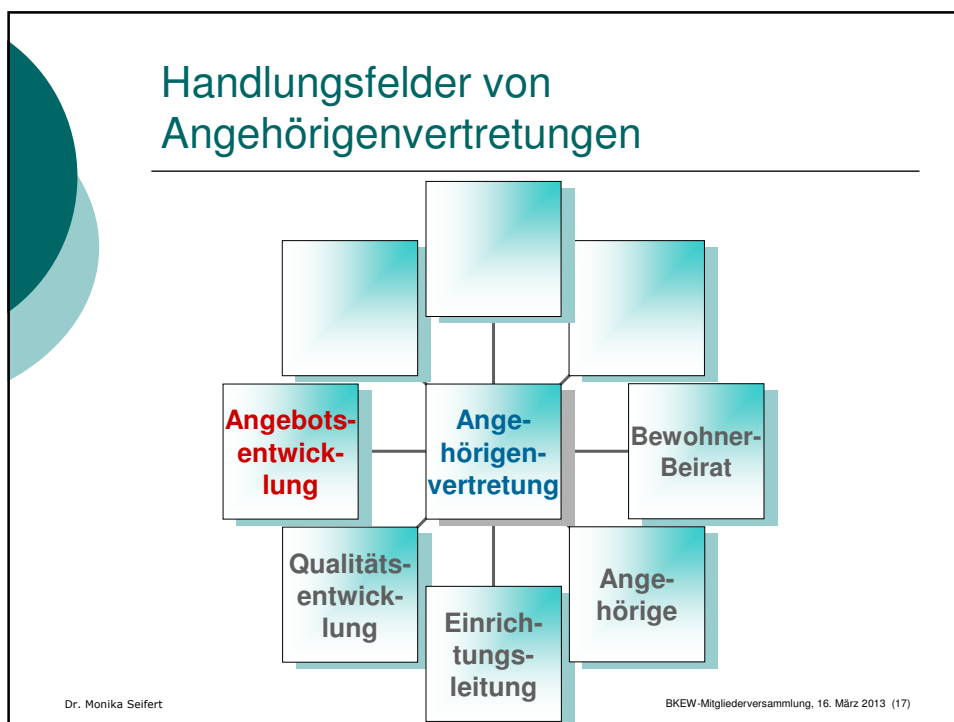 Handlungsfelder von
Angehörigenvertretungen
Angebots-
entwick-
lung
Ange-
hörigen-
vertretung
Bewohner-
Beirat
Qualitäts-
entwick-
lung
Einrich-
tungs-
leitung
Ange-
hörige
Dr. Monika Seifert
BKEW-Mitgliederversammlung, 16. März 2013 (17)